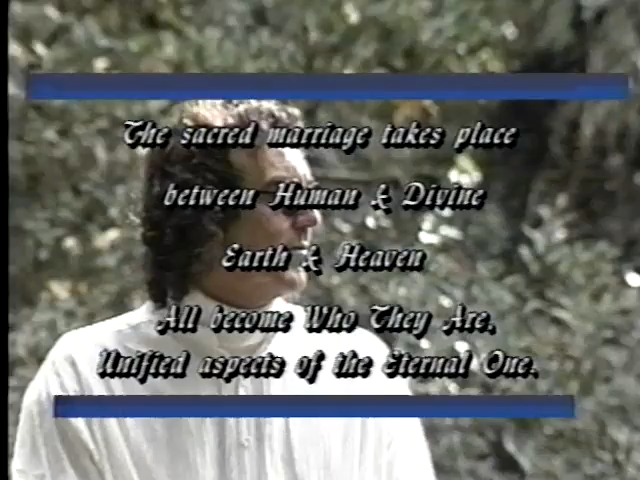 The sacred marriage takes place
between Human & Divine
Earth & Heaven
All become Who They Are,
Unified aspects of the Eternal One.